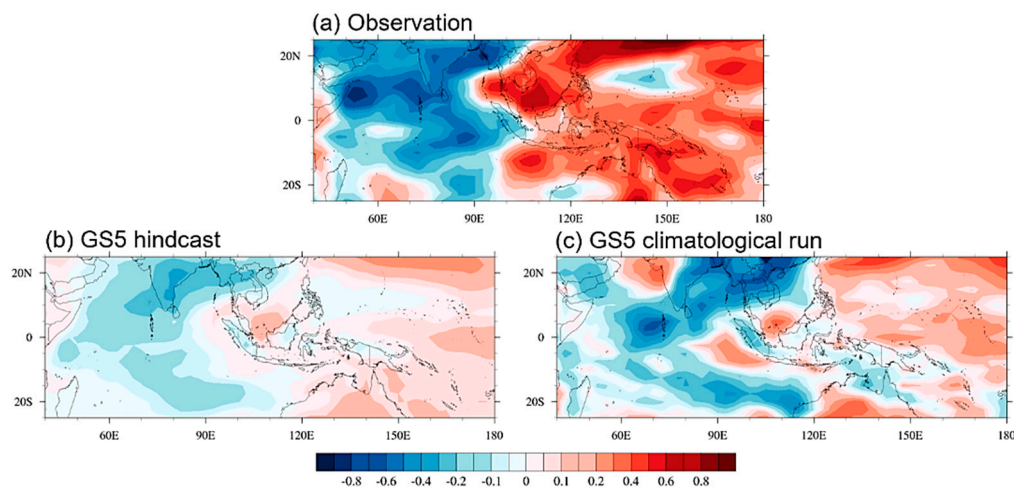 (a) Observation
20N
0
20S
60E
90E
120E
150E
180
(b) GS5 hindcast
(c) GS5 climatological run
20N
0
20S
60E
90E
120E
150E
180
20N
0
20S
60E
90E
120E
150E
180
-0.8 -0.6 -0.4 -0.2 -0.1 0 0.1 0.2 0.4 0.6 0.8